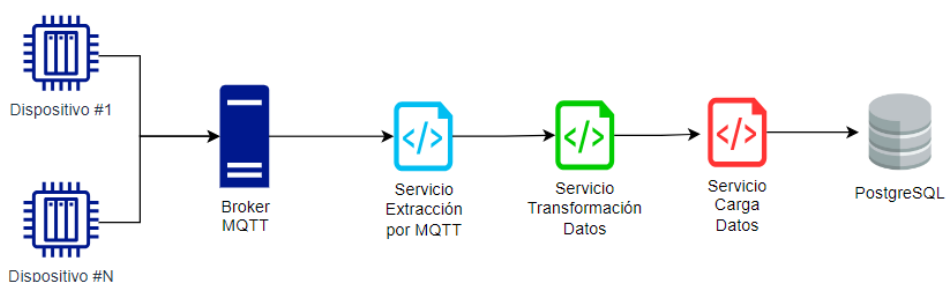 Dispositivo #1
Dispositivo #N
Broker
MQTT
</>
Servicio
Extracción
por MQTT
</>
Servicio
Transformación
Datos
</>
Servicio
Carga
Datos
PostgreSQL